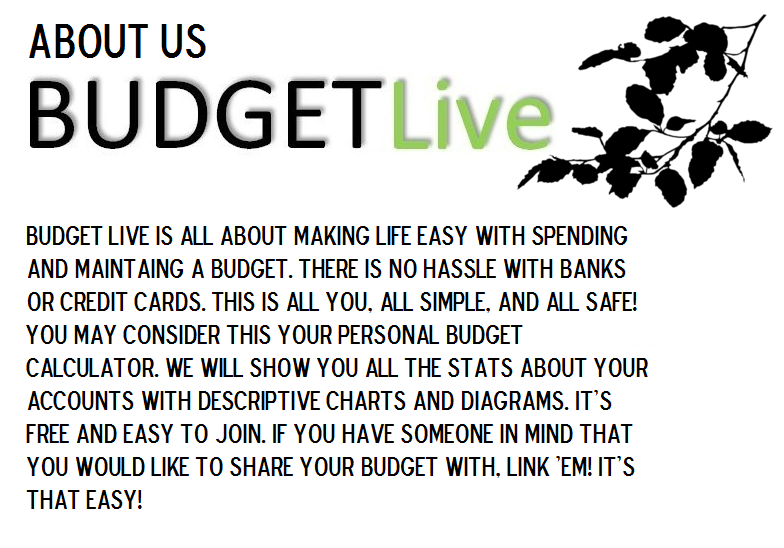 ABOUT US
BUDGETLive
BUDGET LIVE IS ALL ABOUT MAKING LIFE EASY WITH SPENDING
AND MAINTAING A BUDGET. THERE IS NO HASSLE WITH BANKS
OR CREDIT CARDS. THIS IS ALL YOU, ALL SIMPLE, AND ALL SAFE!
YOU MAY CONSIDER THIS YOUR PERSONAL BUDGET
CALCULATOR. WE WILL SHOW YOU ALL THE STATS ABOUT YOUR
ACCOUNTS WITH DESCRIPTIVE CHARTS AND DIAGRAMS. IT'S
FREE AND EASY TO JOIN. IF YOU HAVE SOMEONE IN MIND THAT
YOU WOULD LIKE TO SHARE YOUR BUDGET WITH, LINK 'EM! IT'S
THAT EASY!